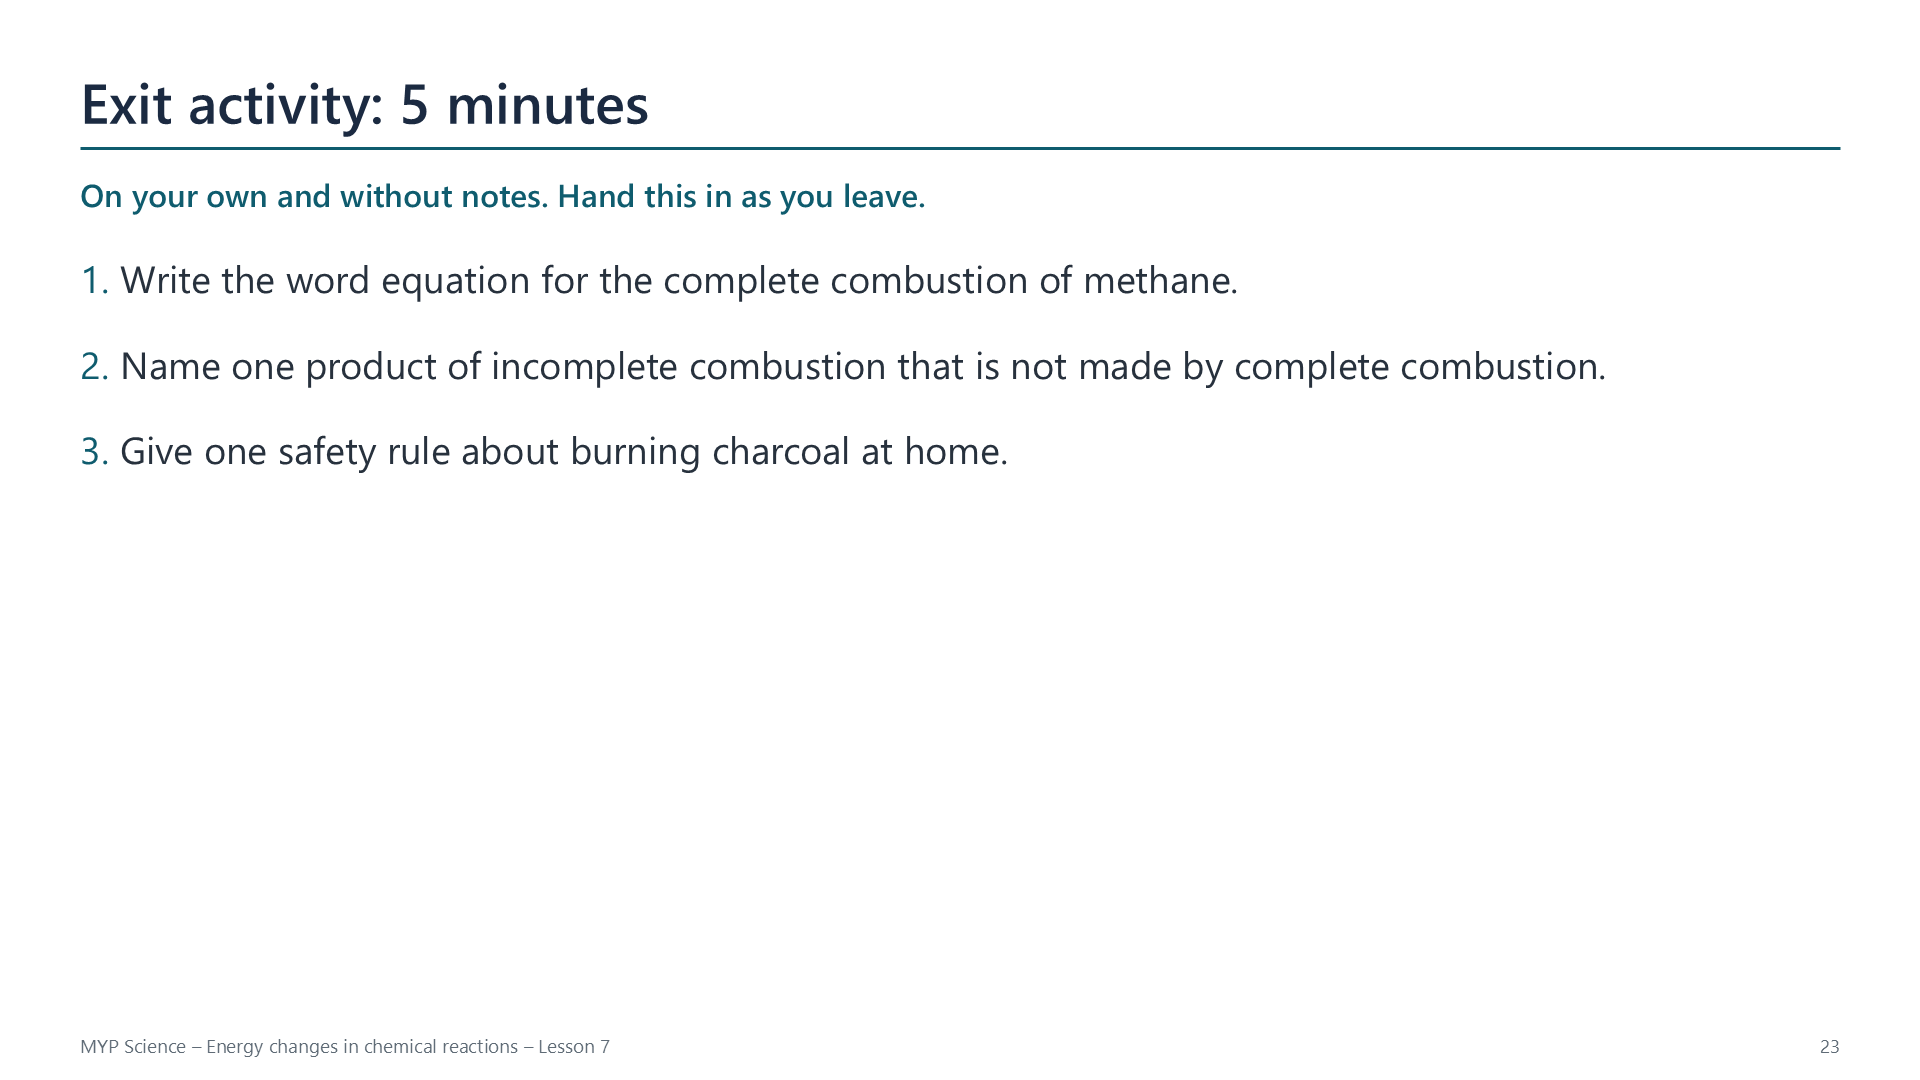 Exit activity: 5 minutes
On your own and without notes. Hand this in as you leave.
1. Write the word equation for the complete combustion of methane.
2. Name one product of incomplete combustion that is not made by complete combustion.
3. Give one safety rule about burning charcoal at home.
MYP Science – Energy changes in chemical reactions – Lesson 7
23